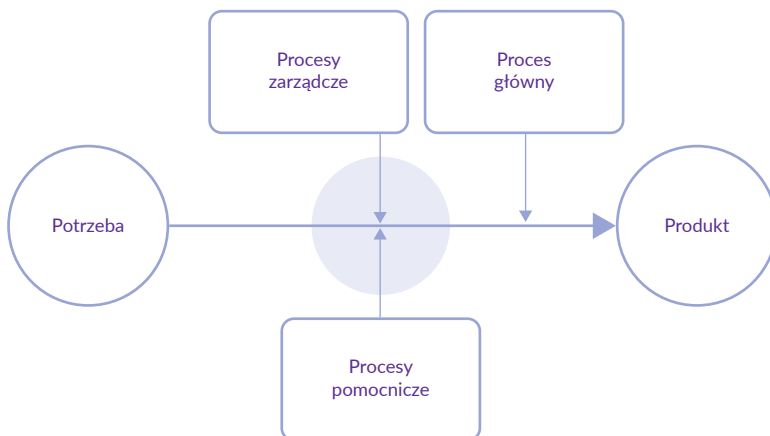 Procesy
zarządcze
Proces
główny
Potrzeba
Produkt
Procesy
pomocnicze